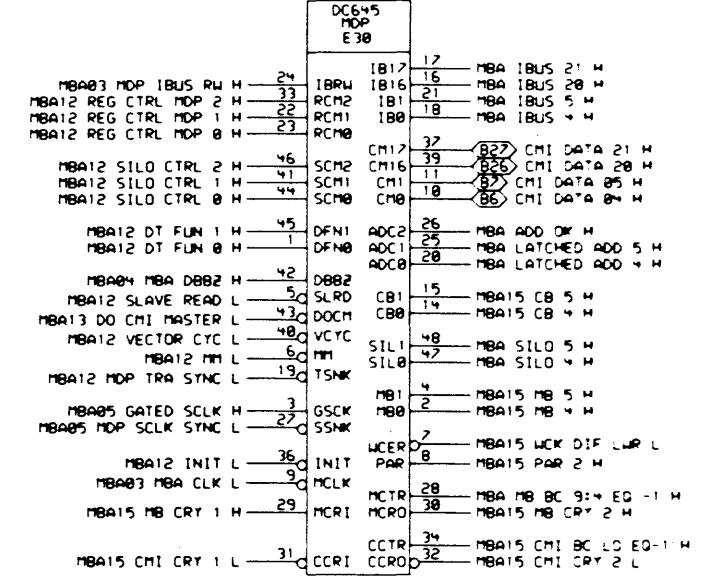 DC645
MDP
E30
MBA03 MDP IBUS RW H 24 IBRW IB17 17 MBA IBUS 21 H
MBA12 REG CTRL MDP 2 H 33 RCM2 IB16 16 MBA IBUS 20 H
MBA12 REG CTRL MDP 1 H 22 RCM1 IB1 21 MBA IBUS 5 H
MBA12 REG CTRL MDP 0 H 23 RCM0 IB0 18 MBA IBUS 4 H
CM17 37 B27 CMI DATA 21 H
MBA12 SILO CTRL 2 H 46 SCM2 CM16 39 B26 CMI DATA 20 H
MBA12 SILO CTRL 1 H 41 SCM1 CM1 11 B7 CMI DATA 05 H
MBA12 SILO CTRL 0 H 44 SCM0 CM0 10 B6 CMI DATA 04 H
MBA12 DT FUN 1 H 45 DFN1 ADC2 26 MBA ADD OK H
MBA12 DT FUN 0 H 1 DFN0 ADC1 25 MBA LATCHED ADD 5 H
ADC0 20 MBA LATCHED ADD 4 H
MBA04 MBA DBBZ H 42 DBBZ
MBA12 SLAVE READ L 5 SLRD CB1 15 MBA15 CB 5 H
MBA13 DO CMI MASTER L 43 DOCM CB0 14 MBA15 CB 4 H
MBA12 VECTOR CYC L 40 VCYC
MBA12 MM L 6 MM SIL1 48 MBA SILO 5 H
MBA12 MDP TRA SYNC L 19 TSNK SIL0 47 MBA SILO 4 H
MB1 4 MBA15 MB 5 H
MBA05 GATED SCLK H 3 GSCK MB0 2 MBA15 MB 4 H
MBA05 MDP SCLK SYNC L 27 SSNK
WCER 7 MBA15 WCK DIF LWR L
MBA12 INIT L 36 INIT PAR 8 MBA15 PAR 2 H
MBA03 MBA CLK L 9 MCLK
MCTR 28 MBA MB BC 9:4 EQ -1 H
MBA15 MB CRY 1 H 29 MCRI MCRO 30 MBA15 MB CRY 2 H
CCTR 34 MBA15 CMI BC LO EQ-1 H
MBA15 CMI CRY 1 L 31 CCRI CCRO 32 MBA15 CMI CRY 2 L